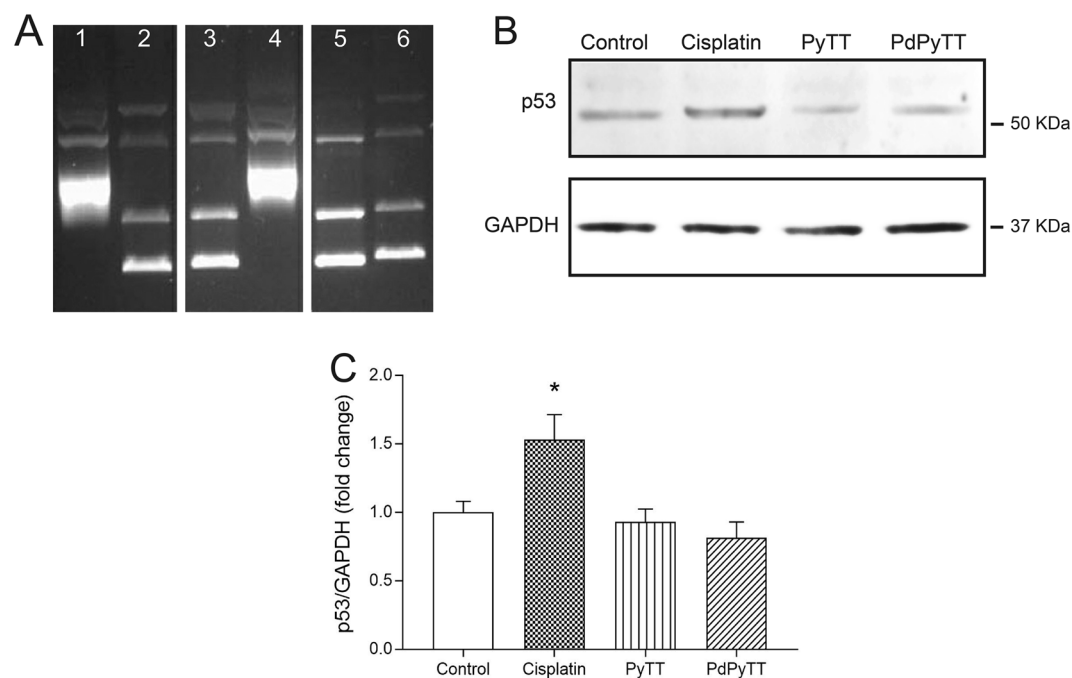 A
1 2 3 4 5 6
B
Control Cisplatin PyTT PdPyTT
p53
50 KDa
GAPDH
37 KDa
C
*
p53/GAPDH (fold change)
2.0
1.5
1.0
0.5
0.0
Control Cisplatin PyTT PdPyTT